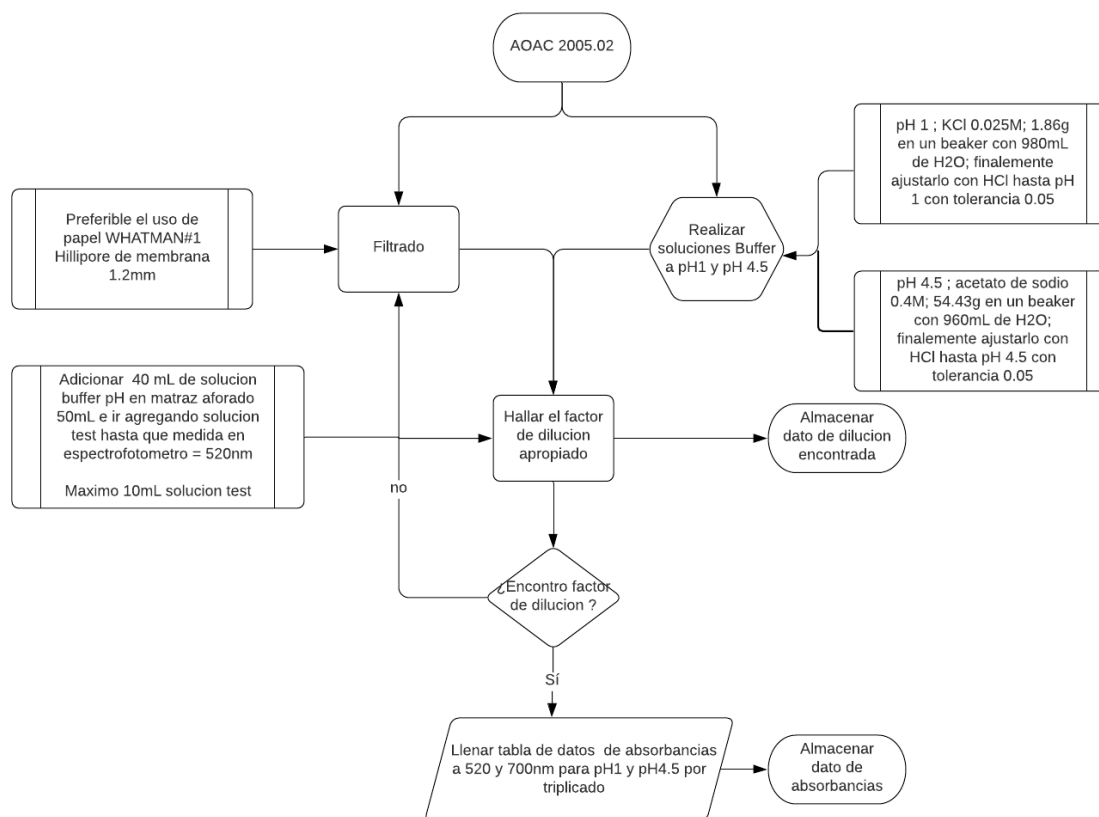 AOAC 2005.02
pH 1 ; KCl 0.025M; 1.86g
en un beaker con 980mL
de H2O; finalemente
ajustarlo con HCl hasta pH
1 con tolerancia 0.05
Preferible el uso de
papel WHATMAN#1
Hillipore de membrana
1.2mm
Filtrado
Realizar
soluciones Buffer
a pH1 y pH 4.5
pH 4.5 ; acetato de sodio
0.4M; 54.43g en un beaker
con 960mL de H2O;
finalemente ajustarlo con
HCl hasta pH 4.5 con
tolerancia 0.05
Adicionar 40 mL de solucion
buffer pH en matraz aforado
50mL e ir agregando solucion
test hasta que medida en
espectrofotometro = 520nm
Maximo 10mL solucion test
Hallar el factor
de dilucion
apropiado
Almacenar
dato de dilucion
encontrada
no
¿Encontro factor
de dilucion ?
Sí
Llenar tabla de datos de absorbancias
a 520 y 700nm para pH1 y pH4.5 por
triplicado
Almacenar
dato de
absorbancias